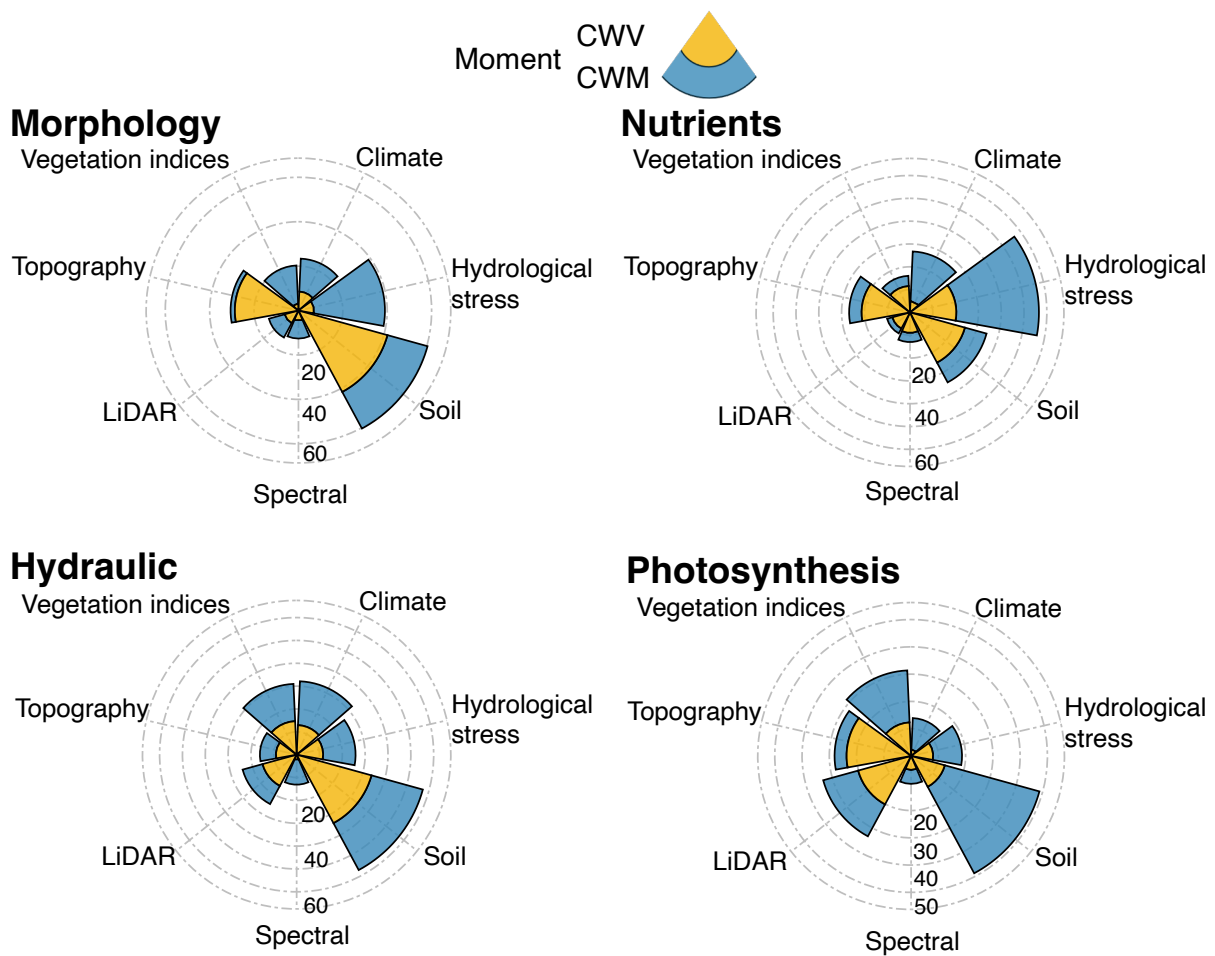 Moment
CWV
CWM
Morphology
Vegetation indices
Climate
Topography
Hydrological
stress
LiDAR
Soil
Spectral
20
40
60
Nutrients
Vegetation indices
Climate
Topography
Hydrological
stress
LiDAR
Soil
Spectral
20
40
60
Hydraulic
Vegetation indices
Climate
Topography
Hydrological
stress
LiDAR
Soil
Spectral
20
40
60
Photosynthesis
Vegetation indices
Climate
Topography
Hydrological
stress
LiDAR
Soil
Spectral
20
30
40
50